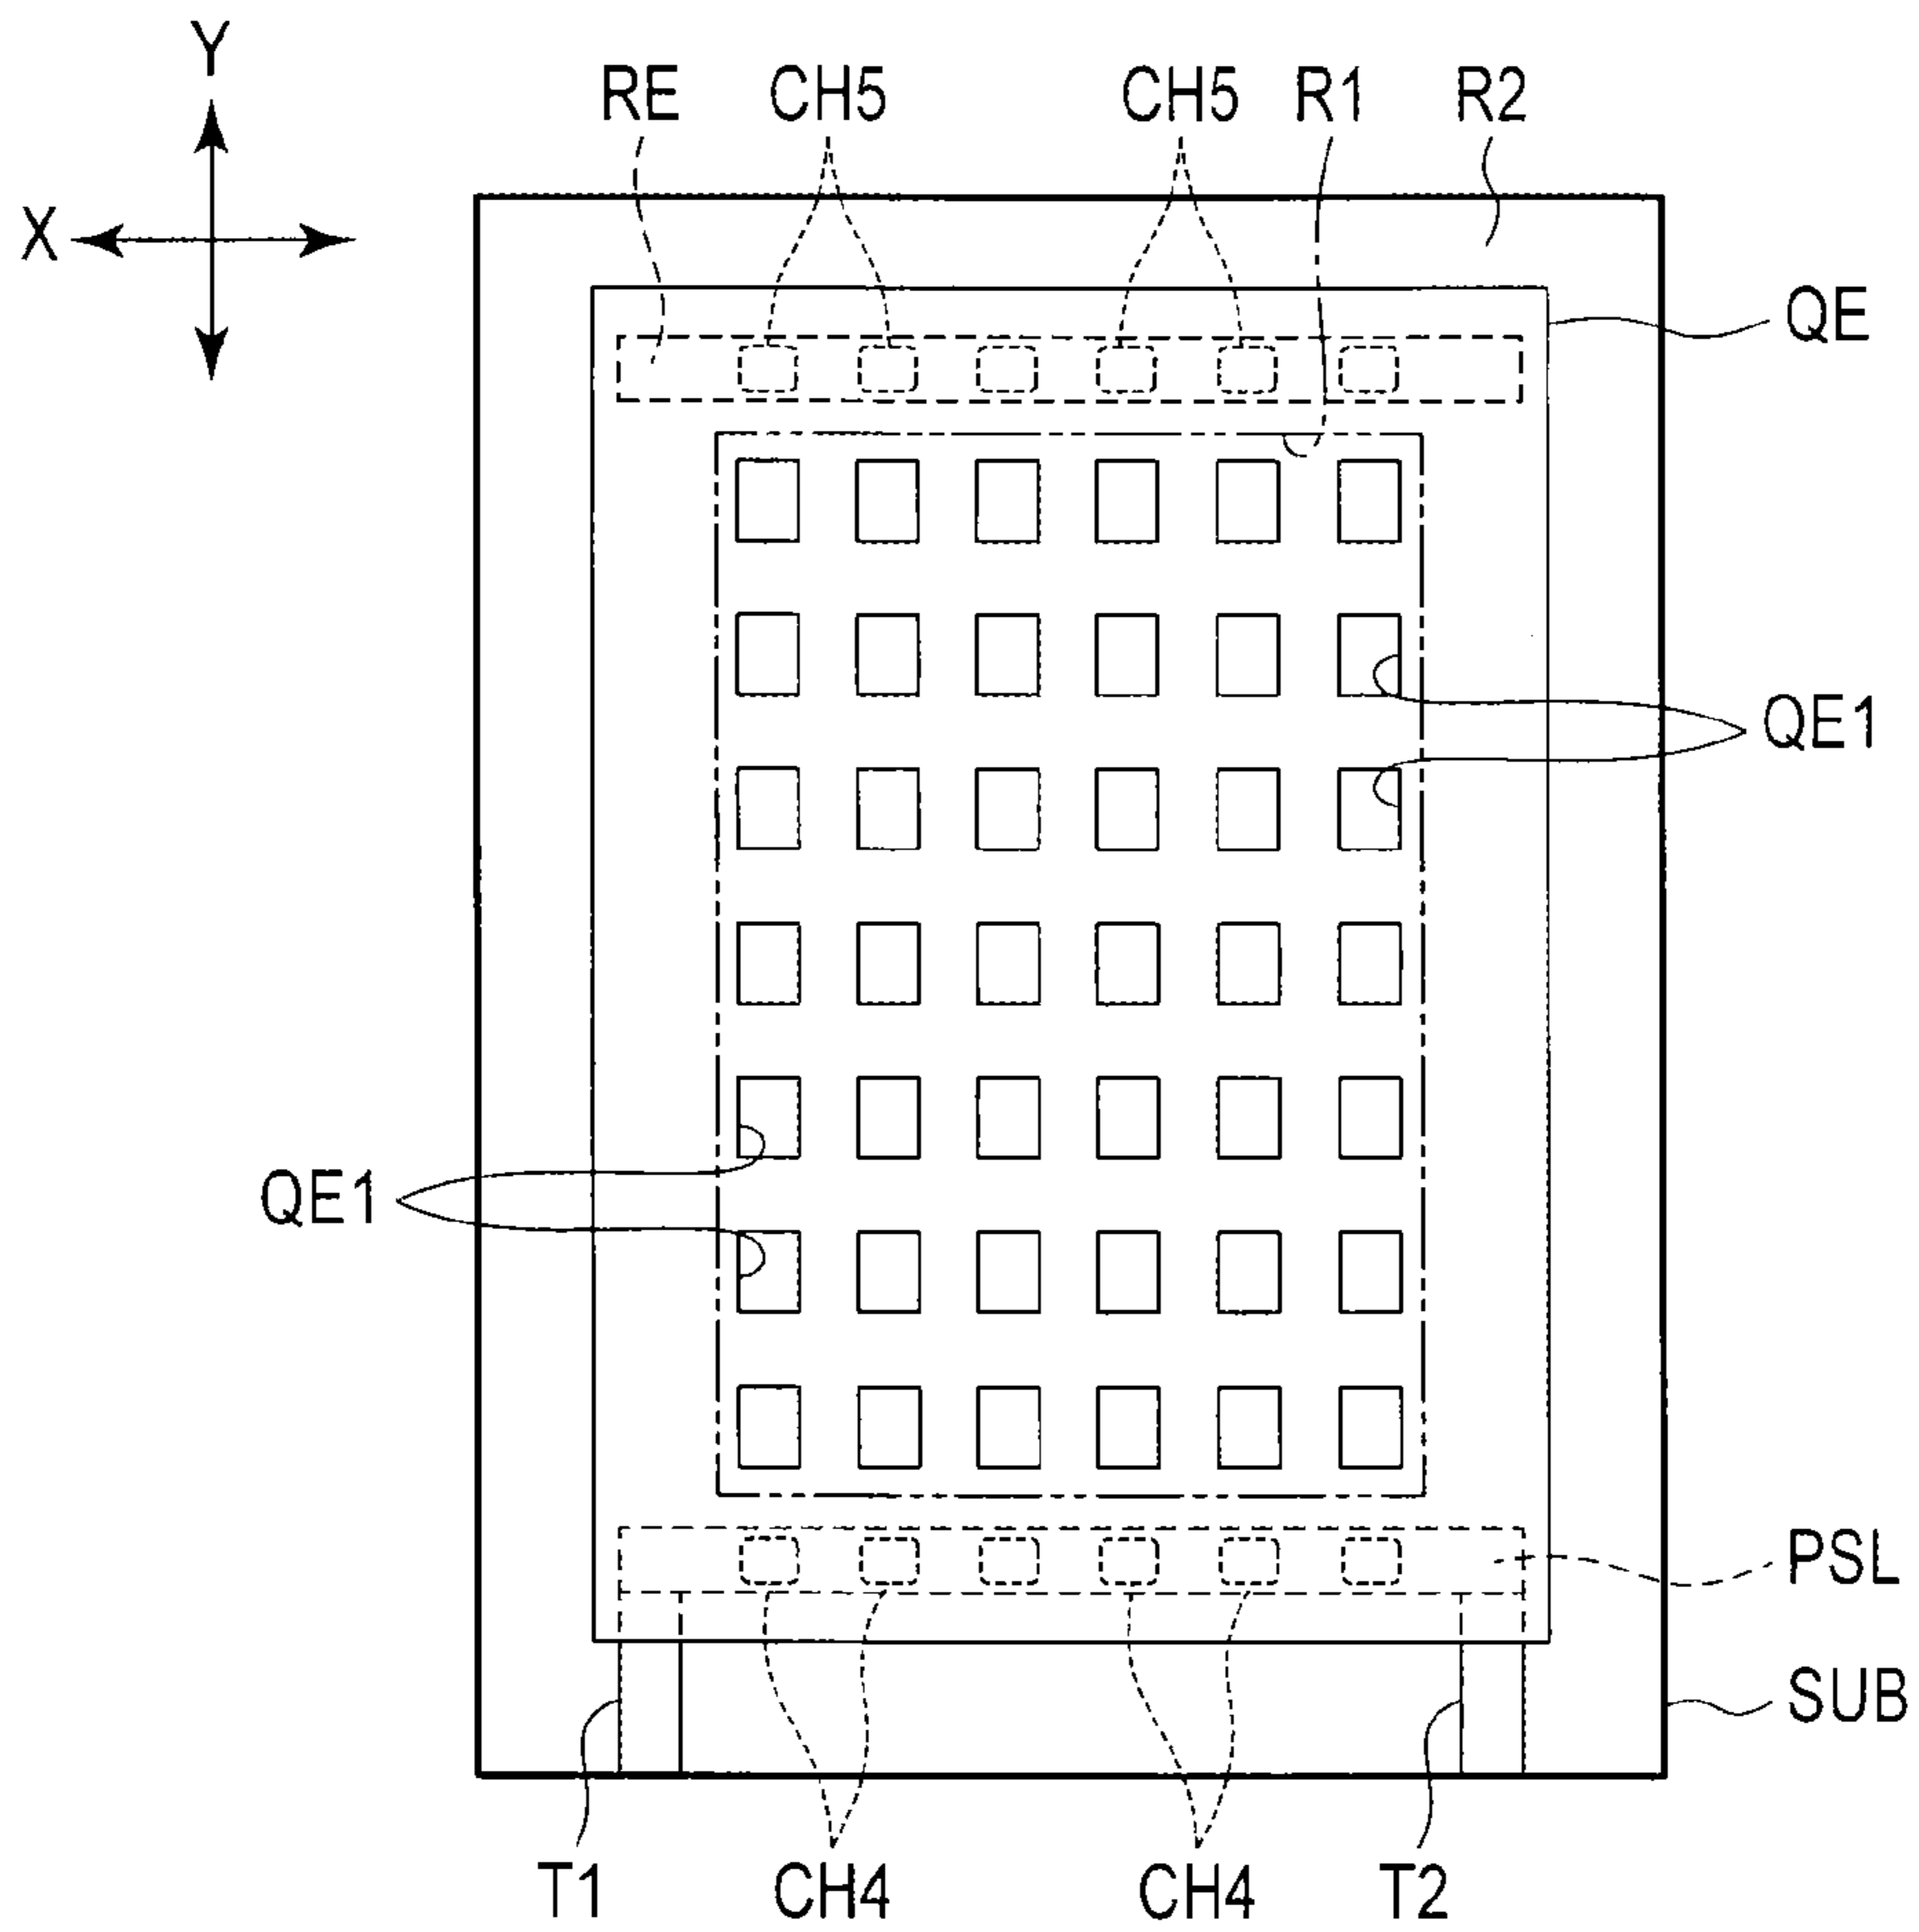 Y
X
RE CH5 CH5 R1 R2
QE
QE1
QE1
PSL
SUB
T1 CH4 CH4 T2